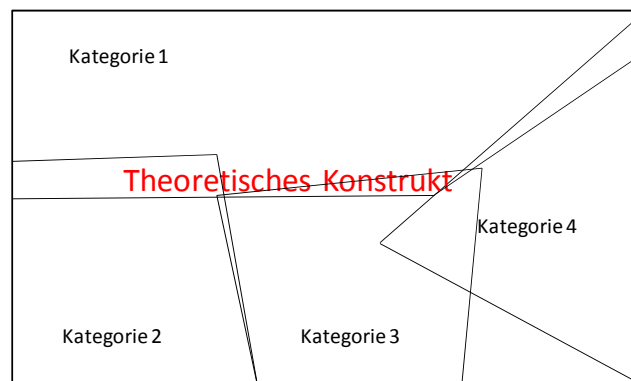 Kategorie 1
Theoretisches Konstrukt
Kategorie 4
Kategorie 2
Kategorie 3